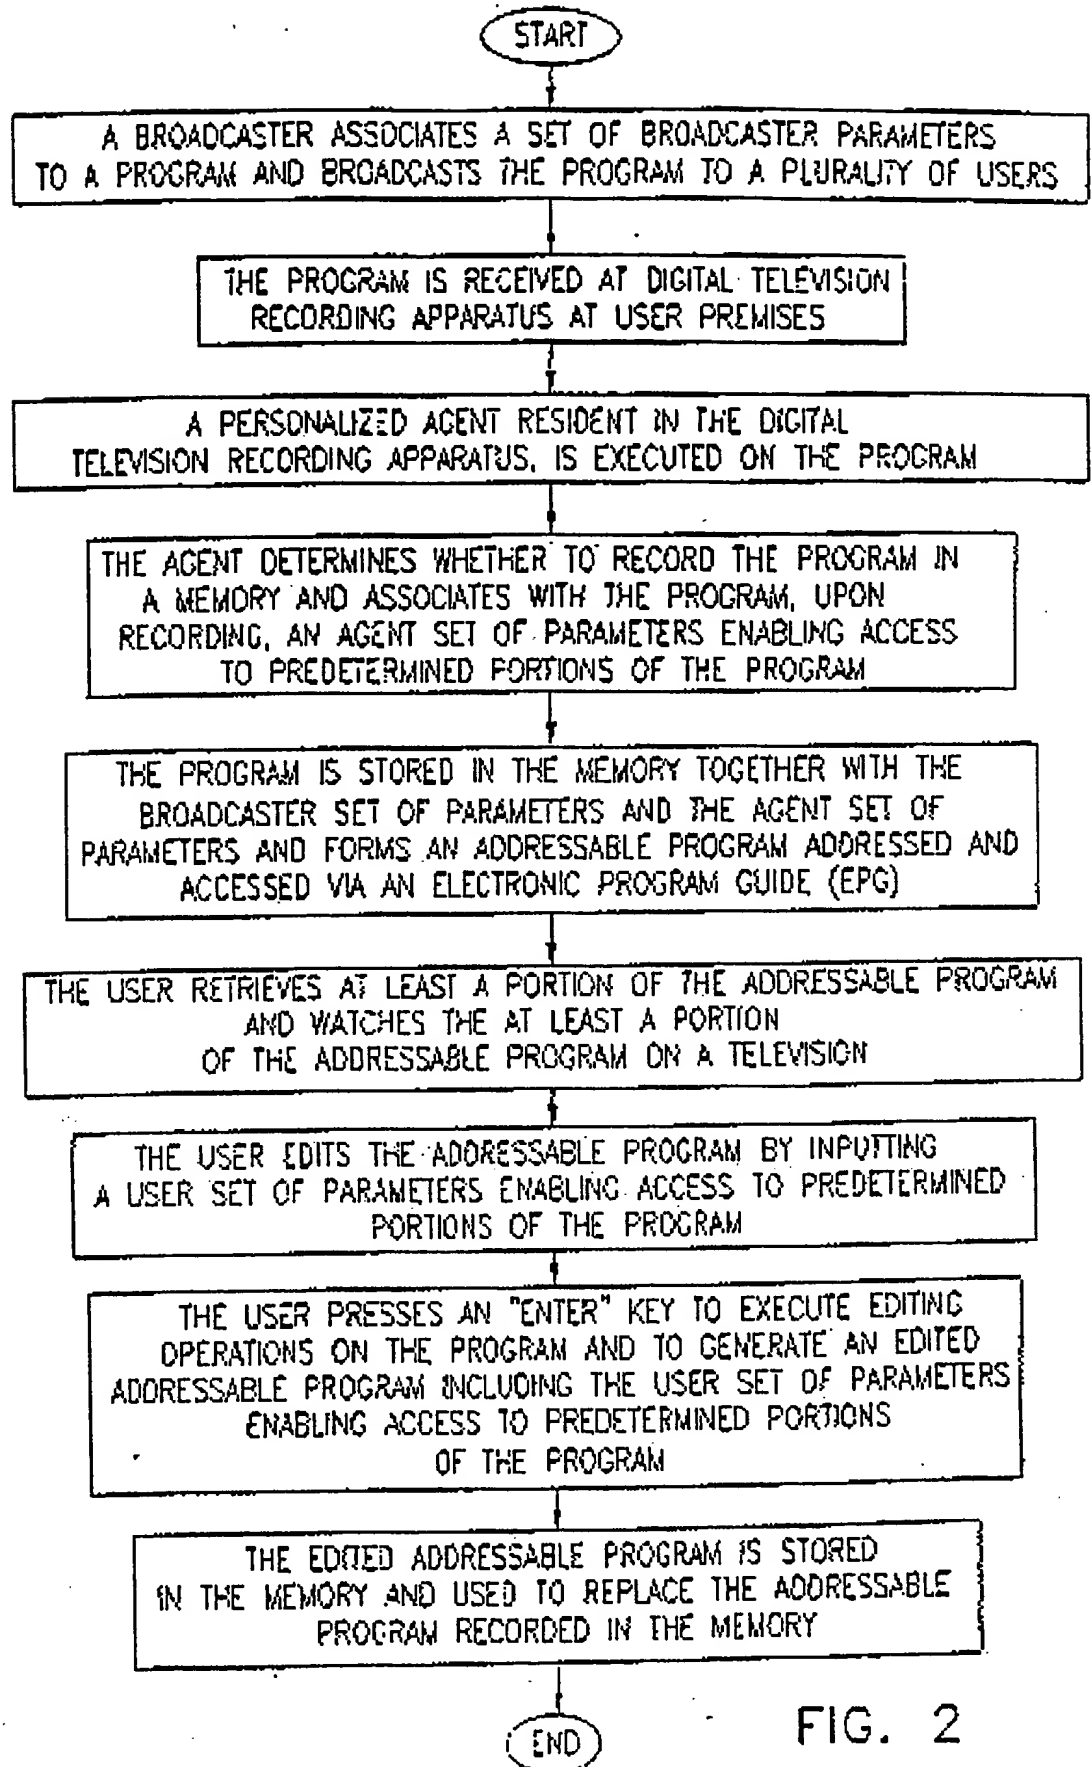 START
A BROADCASTER ASSOCIATES A SET OF BROADCASTER PARAMETERS
TO A PROGRAM AND BROADCASTS THE PROGRAM TO A PLURALITY OF USERS
THE PROGRAM IS RECEIVED AT DIGITAL TELEVISION
RECORDING APPARATUS AT USER PREMISES
A PERSONALIZED AGENT RESIDENT IN THE DIGITAL
TELEVISION RECORDING APPARATUS, IS EXECUTED ON THE PROGRAM
THE AGENT DETERMINES WHETHER TO RECORD THE PROGRAM IN
A MEMORY AND ASSOCIATES WITH THE PROGRAM, UPON
RECORDING, AN AGENT SET OF PARAMETERS ENABLING ACCESS
TO PREDETERMINED PORTIONS OF THE PROGRAM
THE PROGRAM IS STORED IN THE MEMORY TOGETHER WITH THE
BROADCASTER SET OF PARAMETERS AND THE AGENT SET OF
PARAMETERS AND FORMS AN ADDRESSABLE PROGRAM ADDRESSED AND
ACCESSED VIA AN ELECTRONIC PROGRAM GUIDE (EPG)
THE USER RETRIEVES AT LEAST A PORTION OF THE ADDRESSABLE PROGRAM
AND WATCHES THE AT LEAST A PORTION
OF THE ADDRESSABLE PROGRAM ON A TELEVISION
THE USER EDITS THE ADDRESSABLE PROGRAM BY INPUTTING
A USER SET OF PARAMETERS ENABLING ACCESS TO PREDETERMINED
PORTIONS OF THE PROGRAM
THE USER PRESSES AN "ENTER" KEY TO EXECUTE EDITING
OPERATIONS ON THE PROGRAM AND TO GENERATE AN EDITED
ADDRESSABLE PROGRAM INCLUDING THE USER SET OF PARAMETERS
ENABLING ACCESS TO PREDETERMINED PORTIONS
OF THE PROGRAM
THE EDITED ADDRESSABLE PROGRAM IS STORED
IN THE MEMORY AND USED TO REPLACE THE ADDRESSABLE
PROGRAM RECORDED IN THE MEMORY
END
FIG. 2